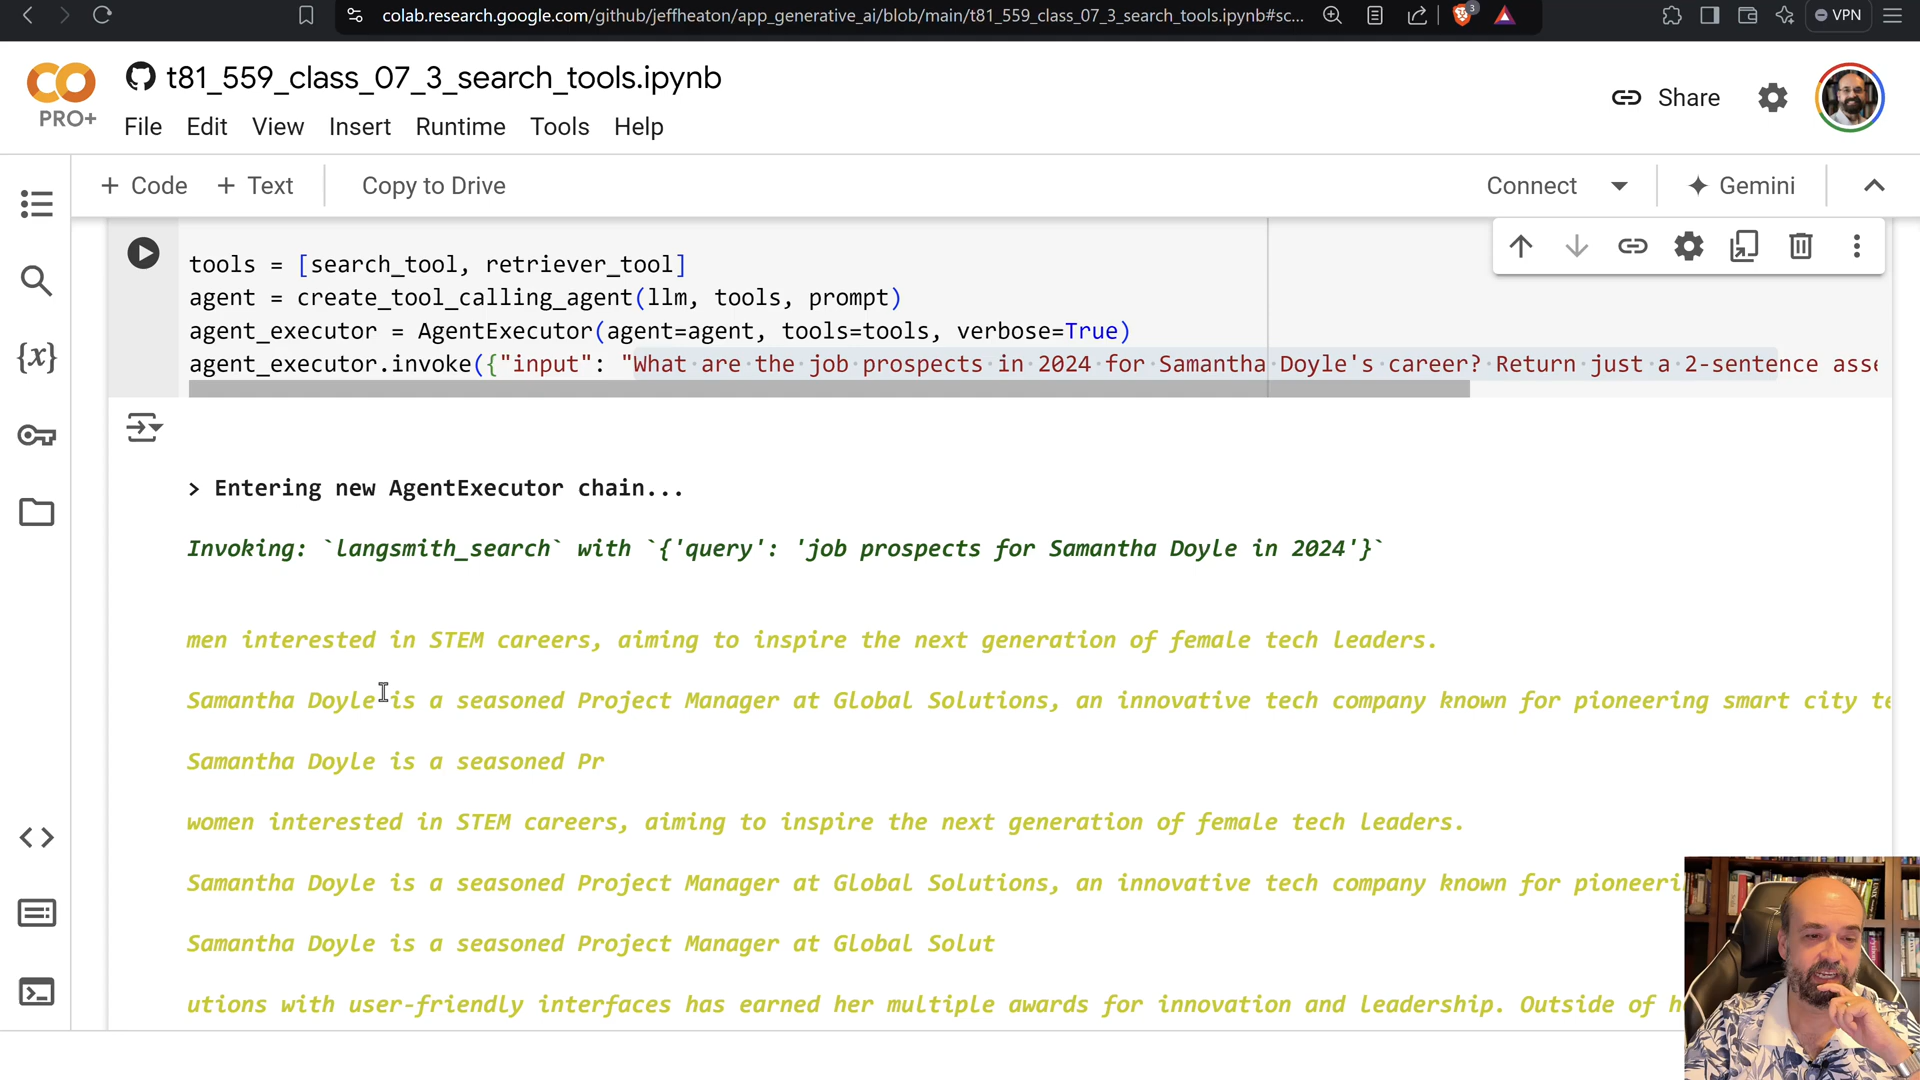 colab.research.google.com/github/jeffheaton/app_generative_ai/blob/main/t81_559_class_07_3_search_tools.ipynb#sc...
3
VPN
PRO+
t81_559_class_07_3_search_tools.ipynb
File Edit View Insert Runtime Tools Help
Share
+ Code + Text
Copy to Drive
Connect
Gemini
tools = [search_tool, retriever_tool]
agent = create_tool_calling_agent(llm, tools, prompt)
agent_executor = AgentExecutor(agent=agent, tools=tools, verbose=True)
agent_executor.invoke({"input": "What are the job prospects in 2024 for Samantha Doyle's career? Return just a 2-sentence asse
{x}
> Entering new AgentExecutor chain...
Invoking: `langsmith_search` with `{'query': 'job prospects for Samantha Doyle in 2024'}`
men interested in STEM careers, aiming to inspire the next generation of female tech leaders.
Samantha Doyle is a seasoned Project Manager at Global Solutions, an innovative tech company known for pioneering smart city te
Samantha Doyle is a seasoned Pr
women interested in STEM careers, aiming to inspire the next generation of female tech leaders.
Samantha Doyle is a seasoned Project Manager at Global Solutions, an innovative tech company known for pioneeri
Samantha Doyle is a seasoned Project Manager at Global Solut
utions with user-friendly interfaces has earned her multiple awards for innovation and leadership. Outside of h